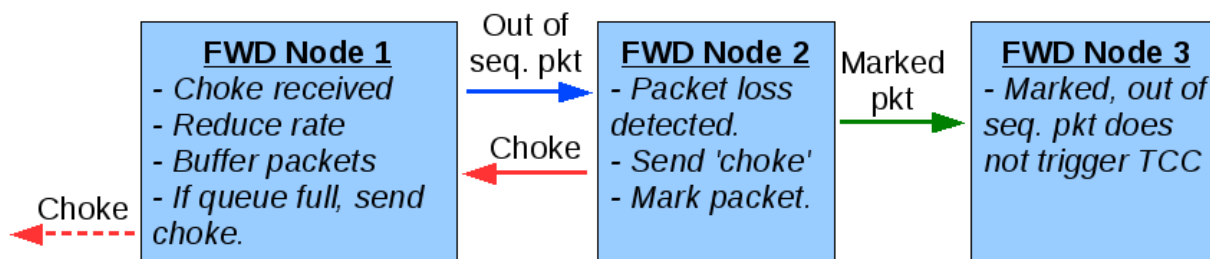 FWD Node 1
- Choke received
- Reduce rate
- Buffer packets
- If queue full, send
choke.
Choke
Out of
seq. pkt
Choke
FWD Node 2
- Packet loss
detected.
- Send 'choke'
- Mark packet.
Marked
pkt
FWD Node 3
- Marked, out of
seq. pkt does
not trigger TCC